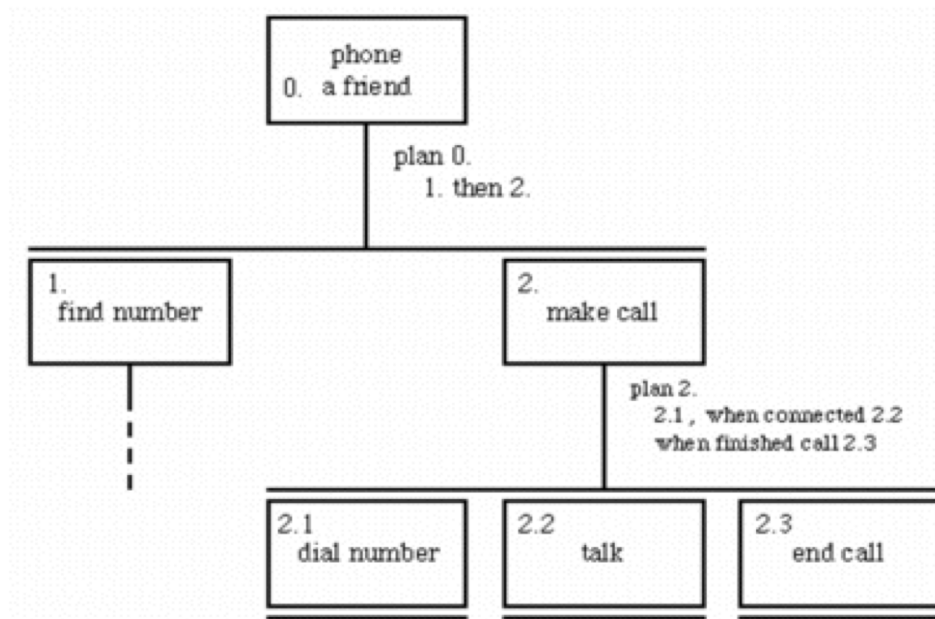 phone
0. a friend
plan 0.
1. then 2.
1.
find number
2.
make call
plan 2.
2.1 , when connected 2.2
when finished call 2.3
2.1
dial number
2.2
talk
2.3
end call